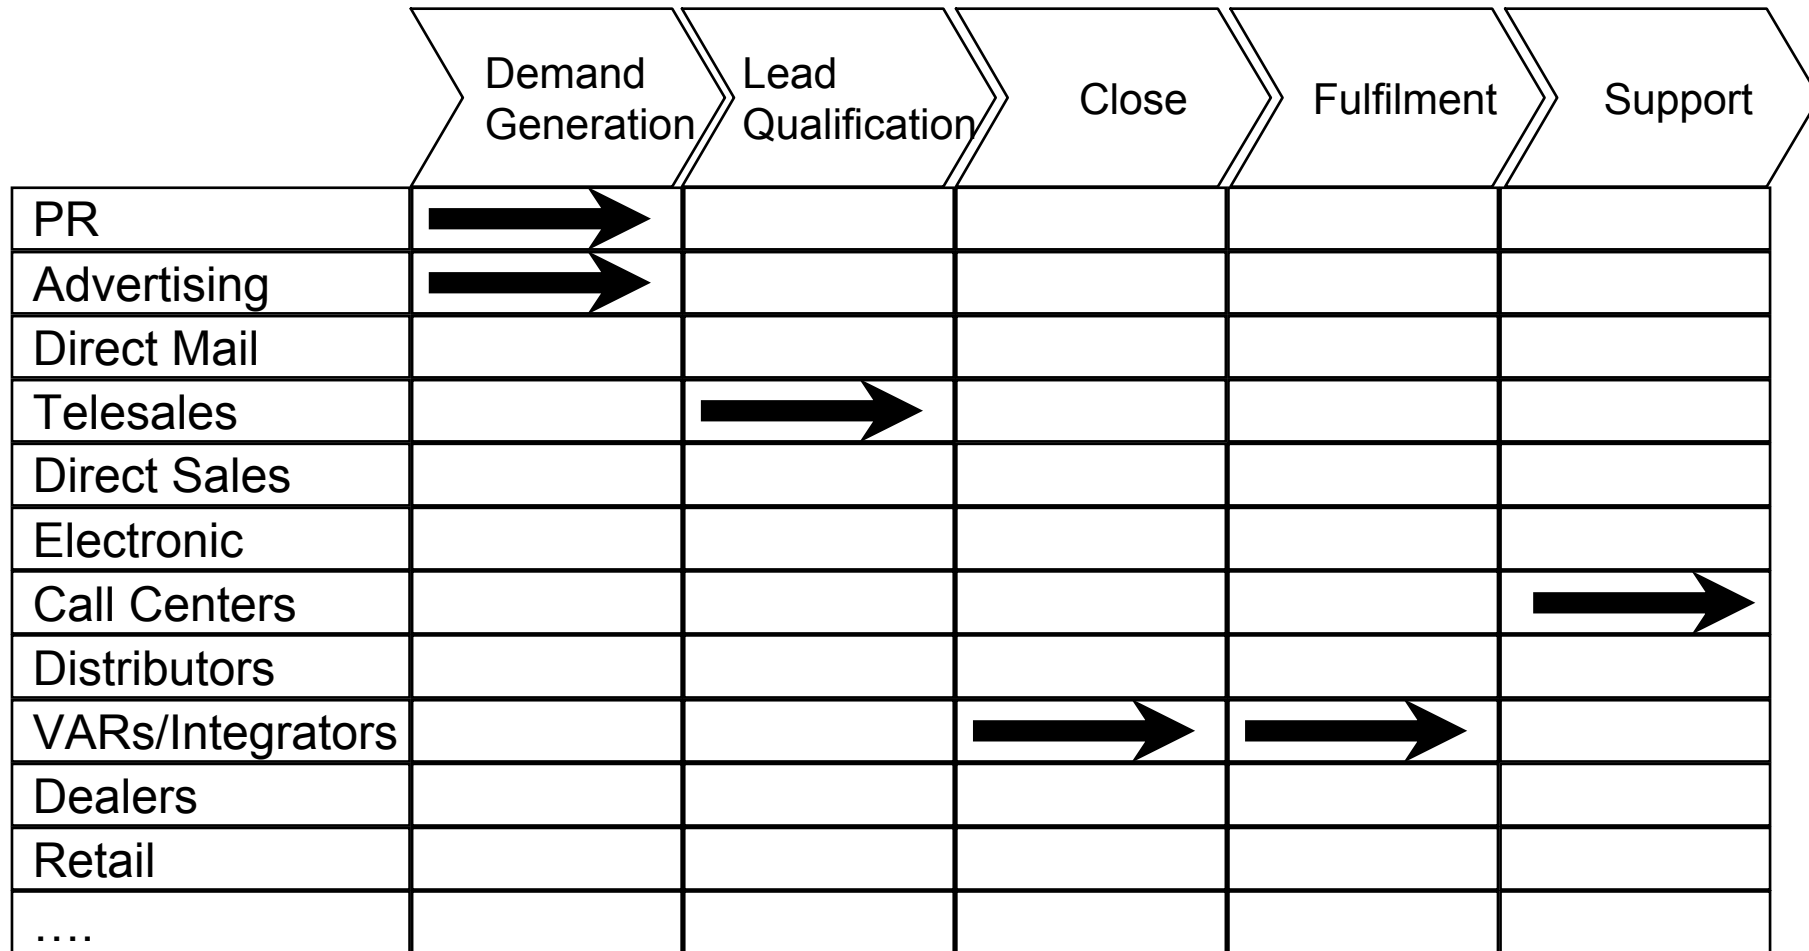 Demand
Generation
Lead
Qualification
Close
Fulfilment
Support
PR
Advertising
Direct Mail
Telesales
Direct Sales
Electronic
Call Centers
Distributors
VARs/Integrators
Dealers
Retail
….